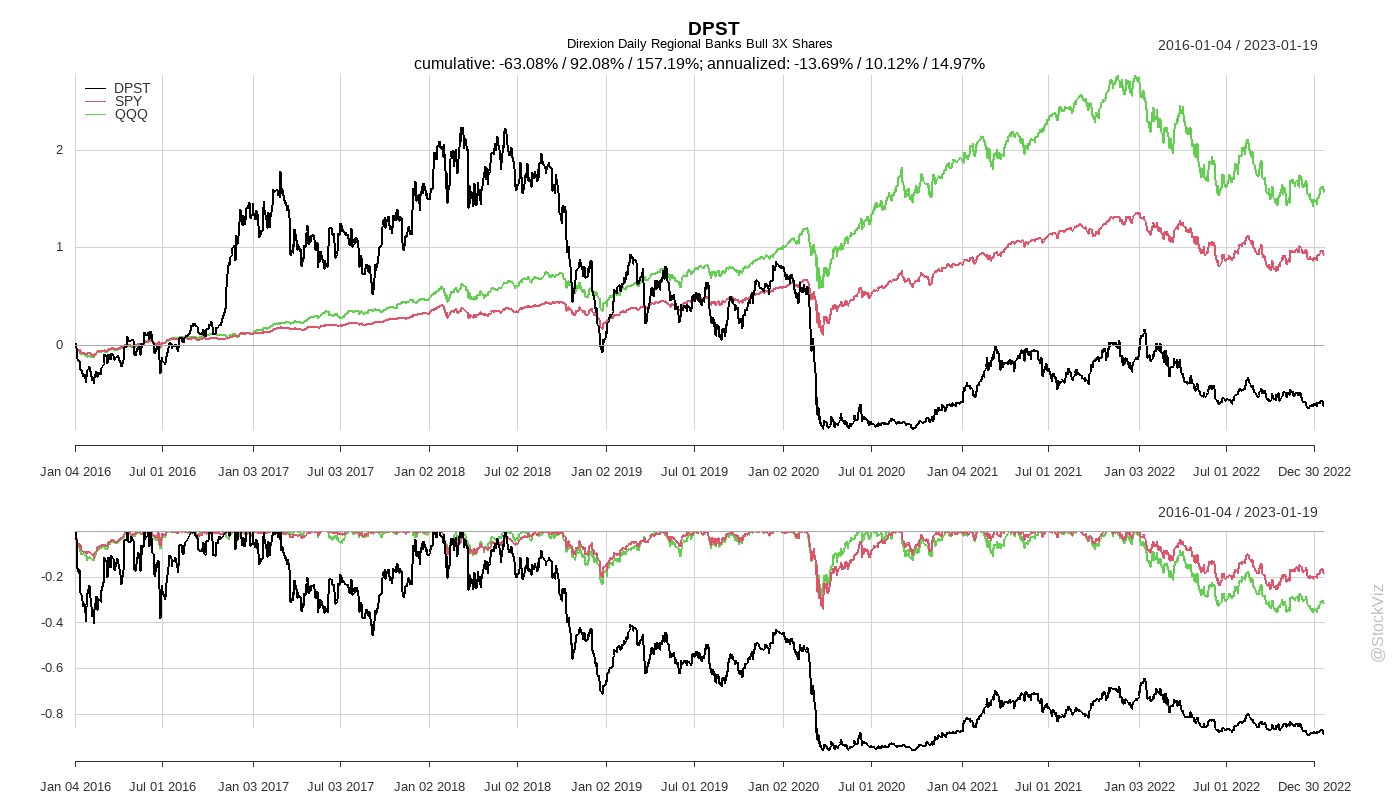 DPST
Direxion Daily Regional Banks Bull 3X Shares
2016-01-04 / 2023-01-19
cumulative: -63.08% / 92.08% / 157.19%; annualized: -13.69% / 10.12% / 14.97%
DPST
SPY
QQQ
2
1
0
Jan 04 2016 Jul 01 2016 Jan 03 2017 Jul 03 2017 Jan 02 2018 Jul 02 2018 Jan 02 2019 Jul 01 2019 Jan 02 2020 Jul 01 2020 Jan 04 2021 Jul 01 2021 Jan 03 2022 Jul 01 2022 Dec 30 2022
2016-01-04 / 2023-01-19
-0.2
-0.4
-0.6
-0.8
Jan 04 2016 Jul 01 2016 Jan 03 2017 Jul 03 2017 Jan 02 2018 Jul 02 2018 Jan 02 2019 Jul 01 2019 Jan 02 2020 Jul 01 2020 Jan 04 2021 Jul 01 2021 Jan 03 2022 Jul 01 2022 Dec 30 2022
@StockViz